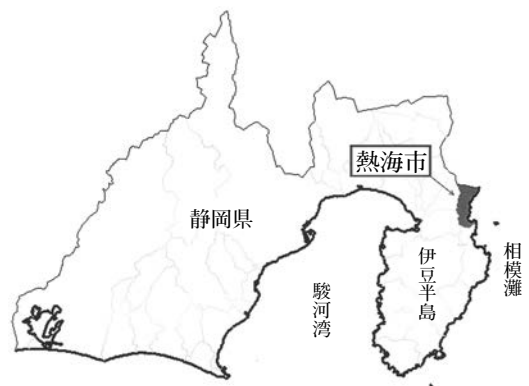 熱海市
静岡県
伊豆半島
相模灘
駿河湾